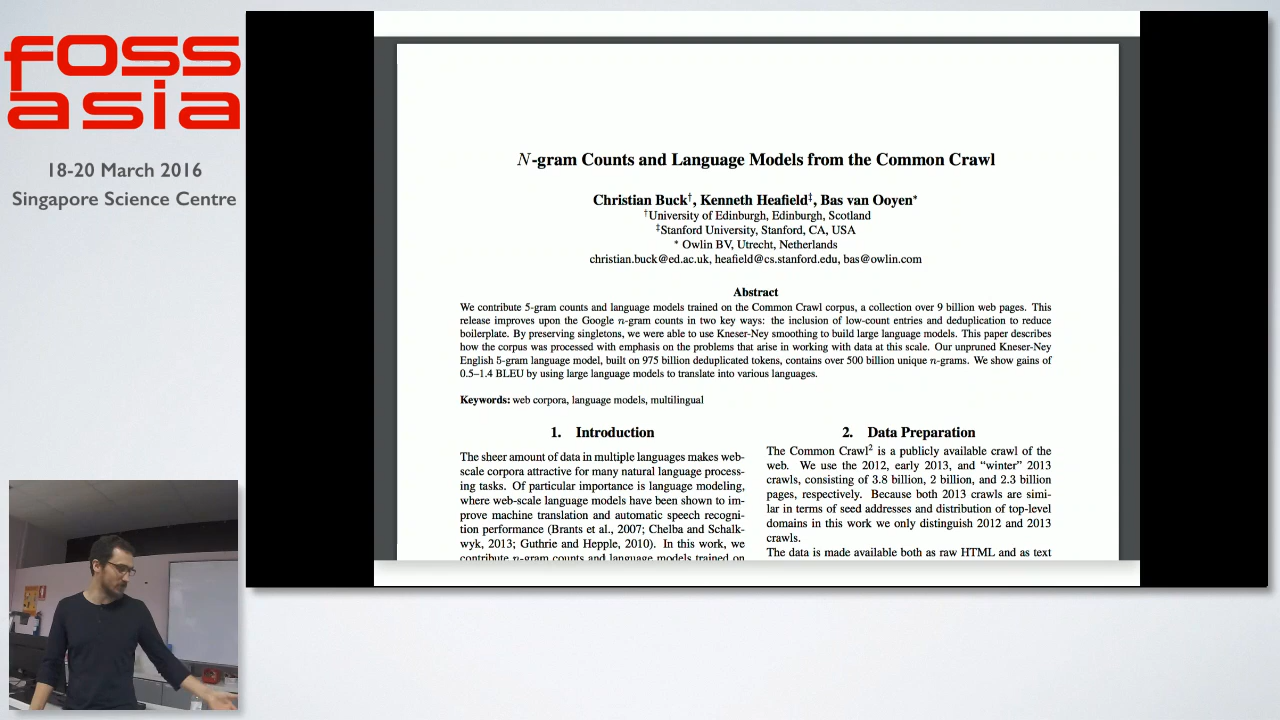 foss
asia
18-20 March 2016
Singapore Science Centre
N-gram Counts and Language Models from the Common Crawl
Christian Buck†, Kenneth Heafield‡, Bas van Ooyen*
†University of Edinburgh, Edinburgh, Scotland
‡Stanford University, Stanford, CA, USA
* Owlin BV, Utrecht, Netherlands
christian.buck@ed.ac.uk, heafield@cs.stanford.edu, bas@owlin.com
Abstract
We contribute 5-gram counts and language models trained on the Common Crawl corpus, a collection over 9 billion web pages. This
release improves upon the Google n-gram counts in two key ways: the inclusion of low-count entries and deduplication to reduce
boilerplate. By preserving singletons, we were able to use Kneser-Ney smoothing to build large language models. This paper describes
how the corpus was processed with emphasis on the problems that arise in working with data at this scale. Our unpruned Kneser-Ney
English 5-gram language model, built on 975 billion deduplicated tokens, contains over 500 billion unique n-grams. We show gains of
0.5–1.4 BLEU by using large language models to translate into various languages.
Keywords: web corpora, language models, multilingual
1. Introduction
The sheer amount of data in multiple languages makes web-
scale corpora attractive for many natural language process-
ing tasks. Of particular importance is language modeling,
where web-scale language models have been shown to im-
prove machine translation and automatic speech recogni-
tion performance (Brants et al., 2007; Chelba and Schalk-
wyk, 2013; Guthrie and Hepple, 2010). In this work, we
contribute n-gram counts and language models trained on
2. Data Preparation
The Common Crawl² is a publicly available crawl of the
web. We use the 2012, early 2013, and “winter” 2013
crawls, consisting of 3.8 billion, 2 billion, and 2.3 billion
pages, respectively. Because both 2013 crawls are simi-
lar in terms of seed addresses and distribution of top-level
domains in this work we only distinguish 2012 and 2013
crawls.
The data is made available both as raw HTML and as text